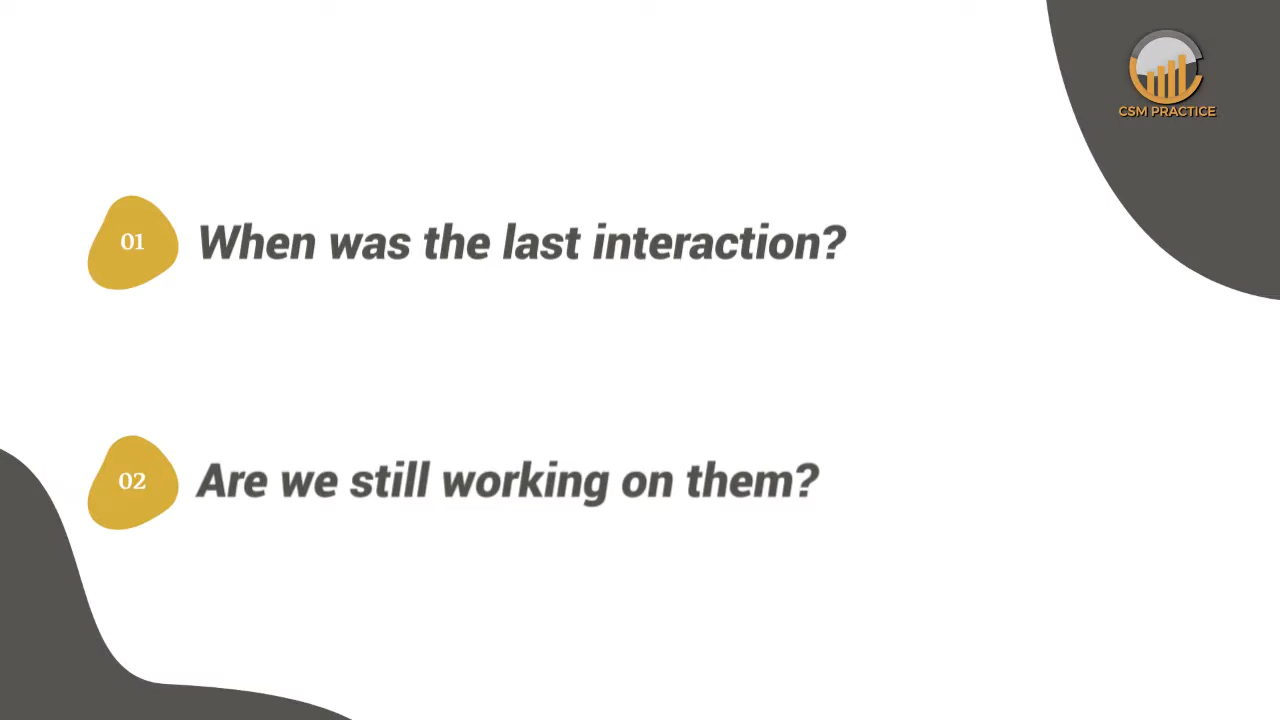 CSM PRACTICE
01
When was the last interaction?
02
Are we still working on them?